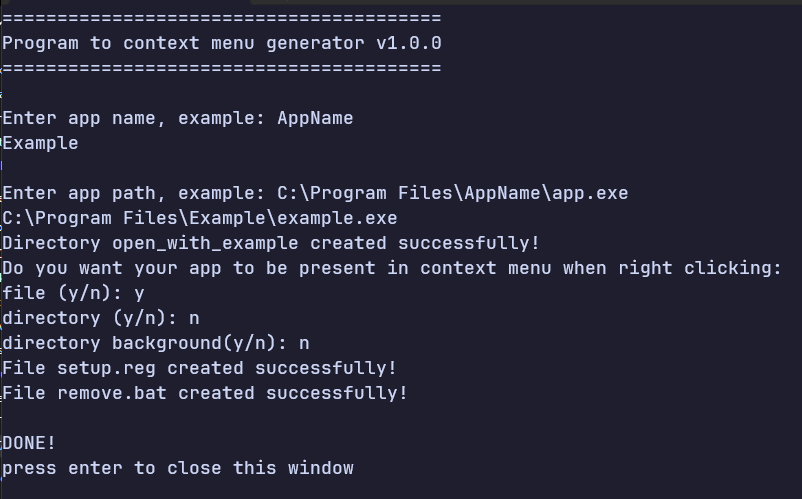 ========================================
Program to context menu generator v1.0.0
========================================
Enter app name, example: AppName
Example
Enter app path, example: C:\Program Files\AppName\app.exe
C:\Program Files\Example\example.exe
Directory open_with_example created successfully!
Do you want your app to be present in context menu when right clicking:
file (y/n): y
directory (y/n): n
directory background(y/n): n
File setup.reg created successfully!
File remove.bat created successfully!
DONE!
press enter to close this window